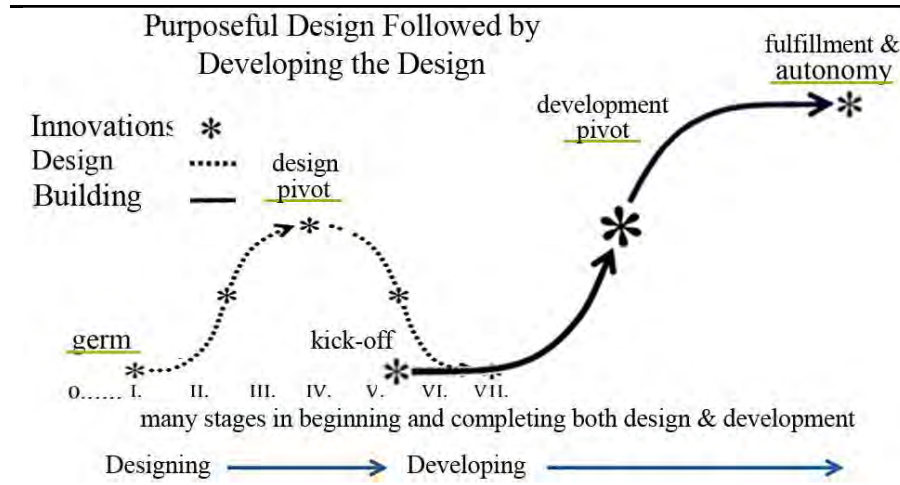 Purposeful Design Followed by
Developing the Design
fulfillment &
autonomy
development
pivot
Innovations *
Design
Building
design
pivot
germ
kick-off
0...... I. II. III. IV. V. VI. VII.
many stages in beginning and completing both design & development
Designing
Developing